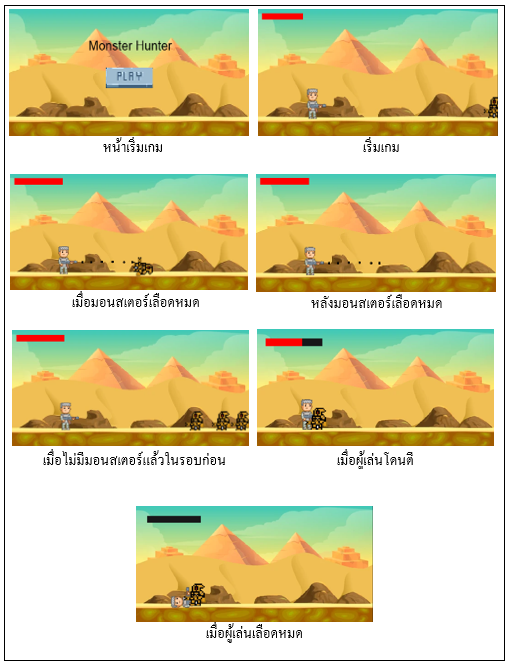 Monster Hunter
PLAY
หน้าเริ่มเกม
เริ่มเกม
เมื่อมอนสเตอร์เลือดหมด
หลังมอนสเตอร์เลือดหมด
เมื่อไม่มีมอนสเตอร์แล้วในรอบก่อน
เมื่อผู้เล่นโดนตี
เมื่อผู้เล่นเลือดหมด